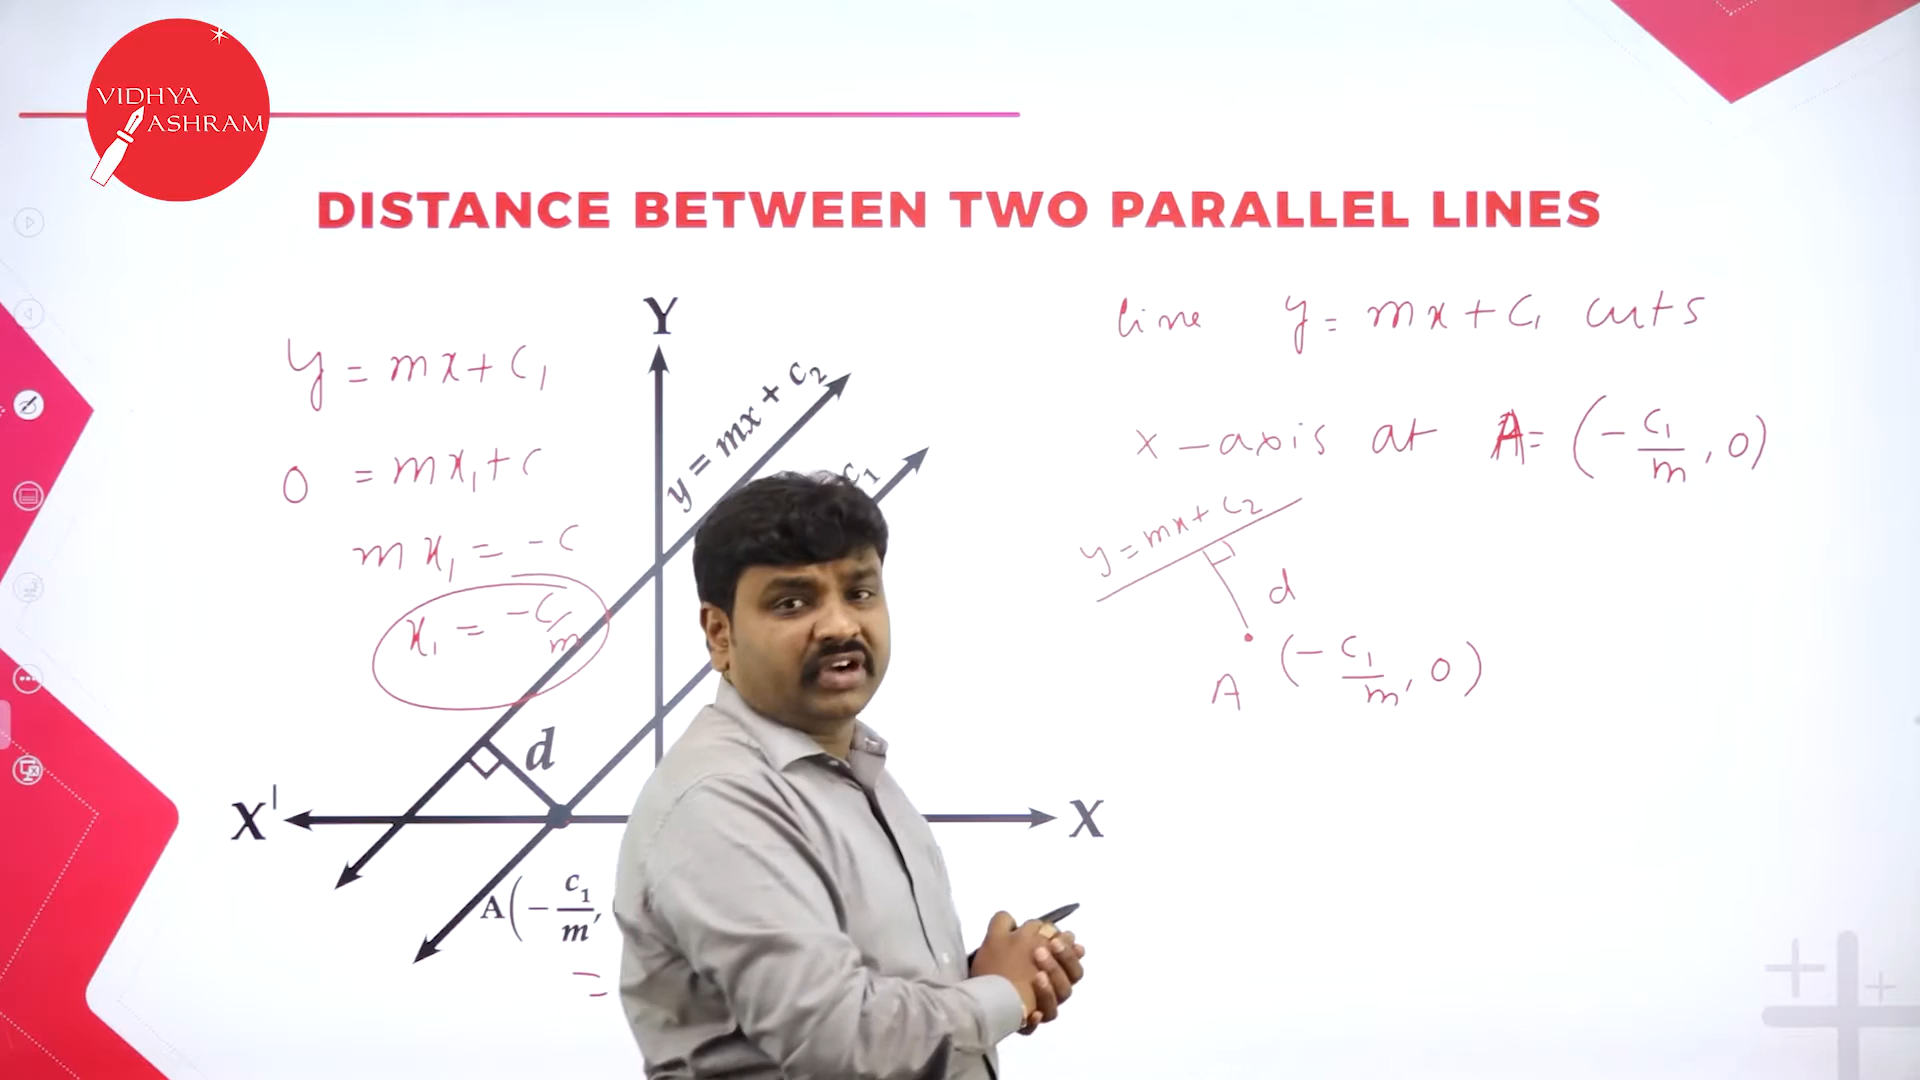 VIDHYA
ASHRAM
DISTANCE BETWEEN TWO PARALLEL LINES
y = mx + c₁
0 = mx₁ + c
mx₁ = -c
x₁ = -c₁/m
Y
y = mx + c₂
c₁
d
X'
X
A(-c₁/m,
=
line y = mx + c₁ cuts
x-axis at A = (-c₁/m, 0)
y = mx + c₂
d
A (-c₁/m, 0)